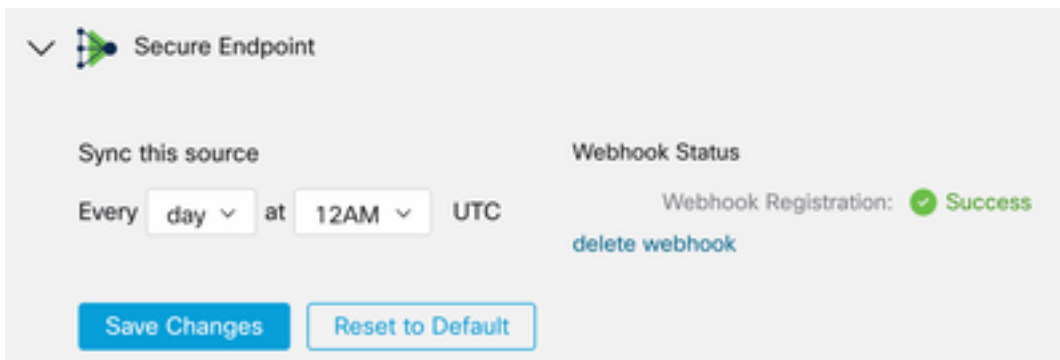 Secure Endpoint
Sync this source
Every day at 12AM UTC
Webhook Status
Webhook Registration: Success
delete webhook
Save Changes Reset to Default